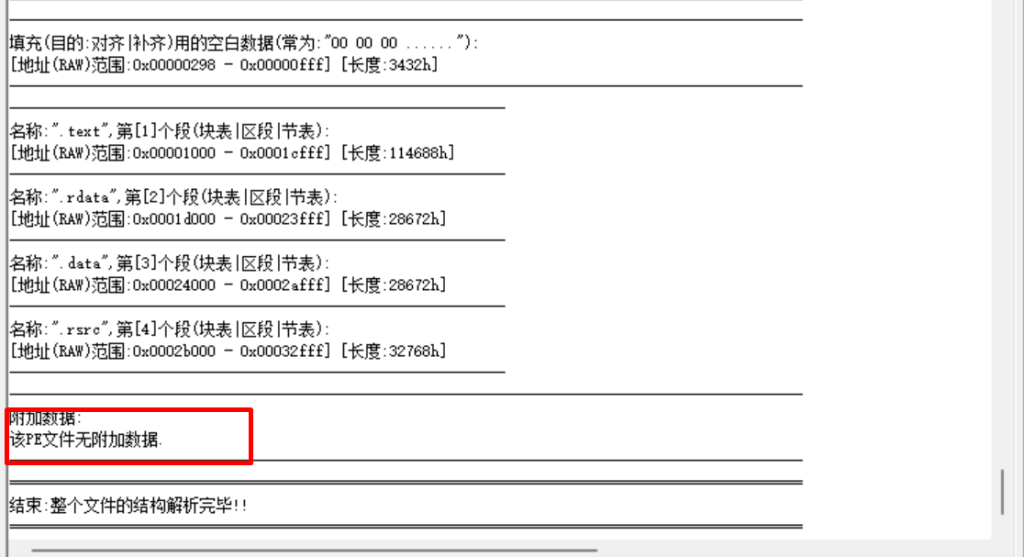 填充(目的:对齐|补齐)用的空白数据(常为:"00 00 00 ......"):
[地址(RAW)范围:0x00000298 - 0x00000fff] [长度:3432h]
名称:".text",第[1]个段(块表|区段|节表):
[地址(RAW)范围:0x00001000 - 0x0001cfff] [长度:114688h]
名称:".rdata",第[2]个段(块表|区段|节表):
[地址(RAW)范围:0x0001d000 - 0x00023fff] [长度:28672h]
名称:".data",第[3]个段(块表|区段|节表):
[地址(RAW)范围:0x00024000 - 0x0002afff] [长度:28672h]
名称:".rsrc",第[4]个段(块表|区段|节表):
[地址(RAW)范围:0x0002b000 - 0x00032fff] [长度:32768h]
附加数据:
该PE文件无附加数据.
结束:整个文件的结构解析完毕!!